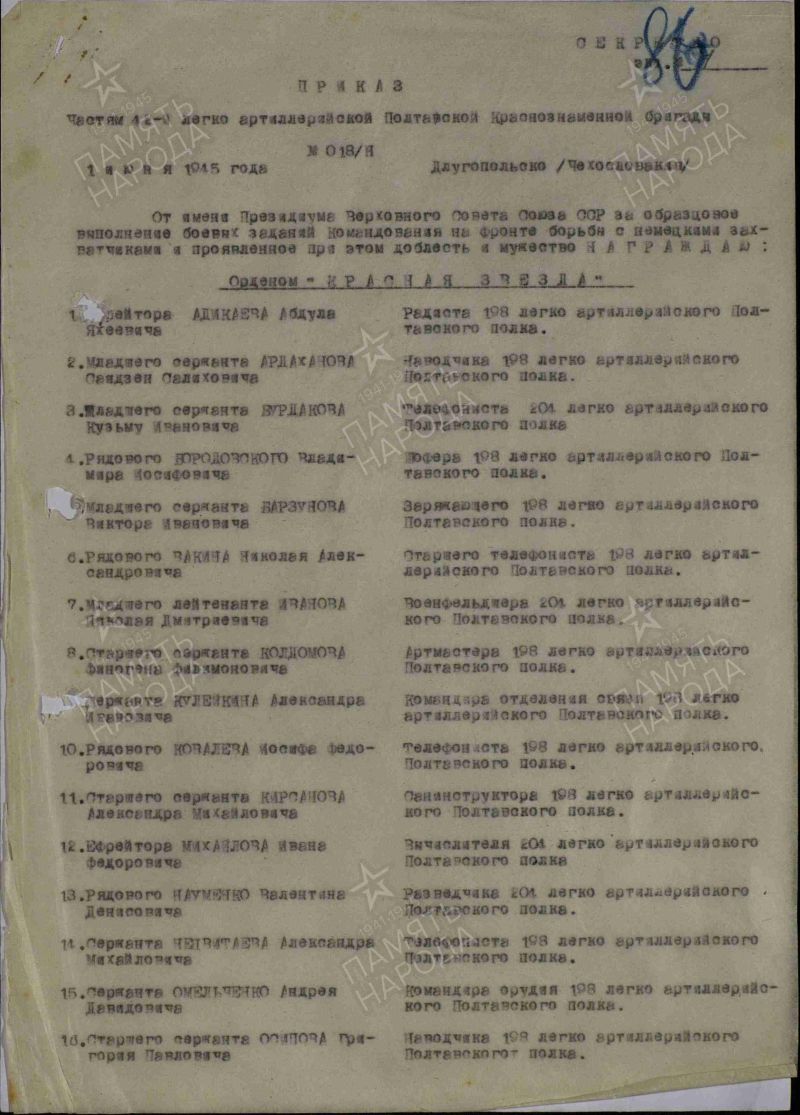 СЕКРЕТНО
экз.
ПРИКАЗ
Частям 42-й легко артиллерийской Полтавской Краснознаменной бригады
№ 018/Н
1 июня 1945 года Длугопольско /Чехословакия/
От имени Президиума Верховного Совета Союза ССР за образцовое
выполнение боевых заданий Командования на фронте борьбы с немецкими зах-
ватчиками и проявленное при этом доблесть и мужество НАГРАЖДАЮ:
Орденом "КРАСНАЯ ЗВЕЗДА"
1. Ефрейтора АДИКАЕВА Абдула Радиста 198 легко артиллерийского Пол-
Яхеевича тавского полка.
2.Младшего сержанта АРДАХАНОВА Наводчика 198 легко артиллерийского
Саидзен Салиховича Полтавского полка.
3.Младшего сержанта БУРДАКОВА Телефониста 201 легко артиллерийского
Кузьму Ивановича Полтавского полка
4.Рядового БОРОДОВСКОГО Влади- Шофера 198 легко артиллерийского Пол-
мира Иосифовича тавского полка.
Младшего сержанта БАРЗУНОВА Заряжающего 198 легко артиллерийского
Виктора Ивановича Полтавского полка.
6.Рядового ВАКИНА Николая Алек- Старшего телефониста 198 легко артил-
сандровича лерийского Полтавского полка.
7.Младшего лейтенанта ИВАНОВА Военфельдшера 201 легко артиллерийс-
Николая Дмитриевича кого Полтавского полка.
8.Старшего сержанта КОЛДОМОВА Артмастера 198 легко артиллерийского
Финогена Филимоновича Полтавского полка.
Сержанта КУЛЕЙКИНА Александра Командира отделения связи 198 легко
Ивановича артиллерийского Полтавского полка.
10.Рядового КОВАЛЕВА Иосифа Федо- Телефониста 198 легко артиллерийского
ровича Полтавского полка.
11.Старшего сержанта КИРСАНОВА Санинструктора 198 легко артиллерийс-
Александра Михайловича кого Полтавского полка.
12.Ефрейтора МИХАЙЛОВА Ивана Вычислителя 201 легко артиллерийского
Федоровича Полтавского полка
13.Рядового НАУМЕНКО Валентина Разведчика 201 легко артиллерийского
Денисовича Полтавского полка.
14.Сержанта Александра Телефониста 198 легко артиллерийского
Михайловича Полтавского полка.
15.Сержанта ОМЕЛЬЧЕНКО Андрея Командира орудия 198 легко артиллерийс-
Давидовича кого Полтавского полка.
16.Старшего сержанта ОСИПОВА Гри- Наводчика 198 легко артиллерийского
гория Павловича Полтавскогот полка.
ПАМЯТЬ НАРОДА
1941-1945